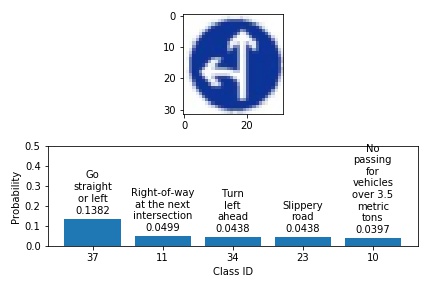 0
10
20
30
0 20
Probability
0.5
0.4
0.3
0.2
0.1
0.0
Go
straight
or left
0.1382
Right-of-way
at the next
intersection
0.0499
Turn
left
ahead
0.0438
Slippery
road
0.0438
No
passing
for
vehicles
over 3.5
metric
tons
0.0397
37 11 34 23 10
Class ID